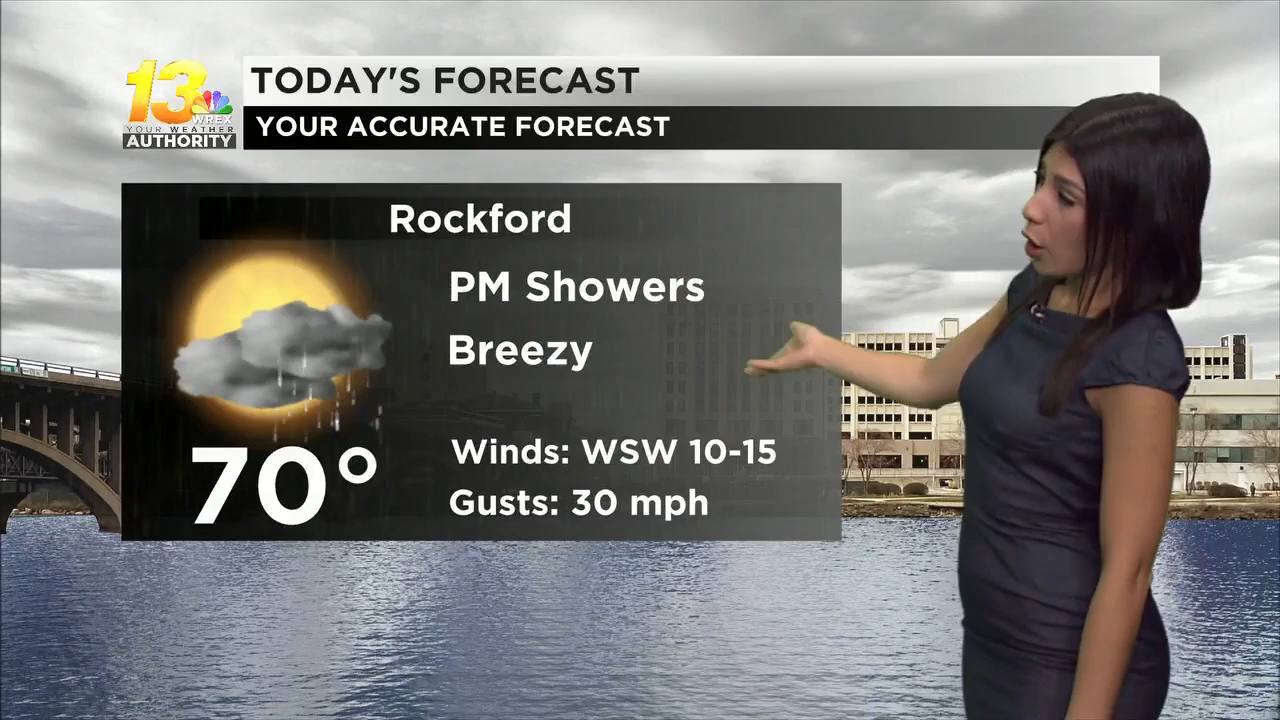 13
WREX
YOUR WEATHER
AUTHORITY
TODAY'S FORECAST
YOUR ACCURATE FORECAST
Rockford
PM Showers
Breezy
70°
Winds: WSW 10-15
Gusts: 30 mph